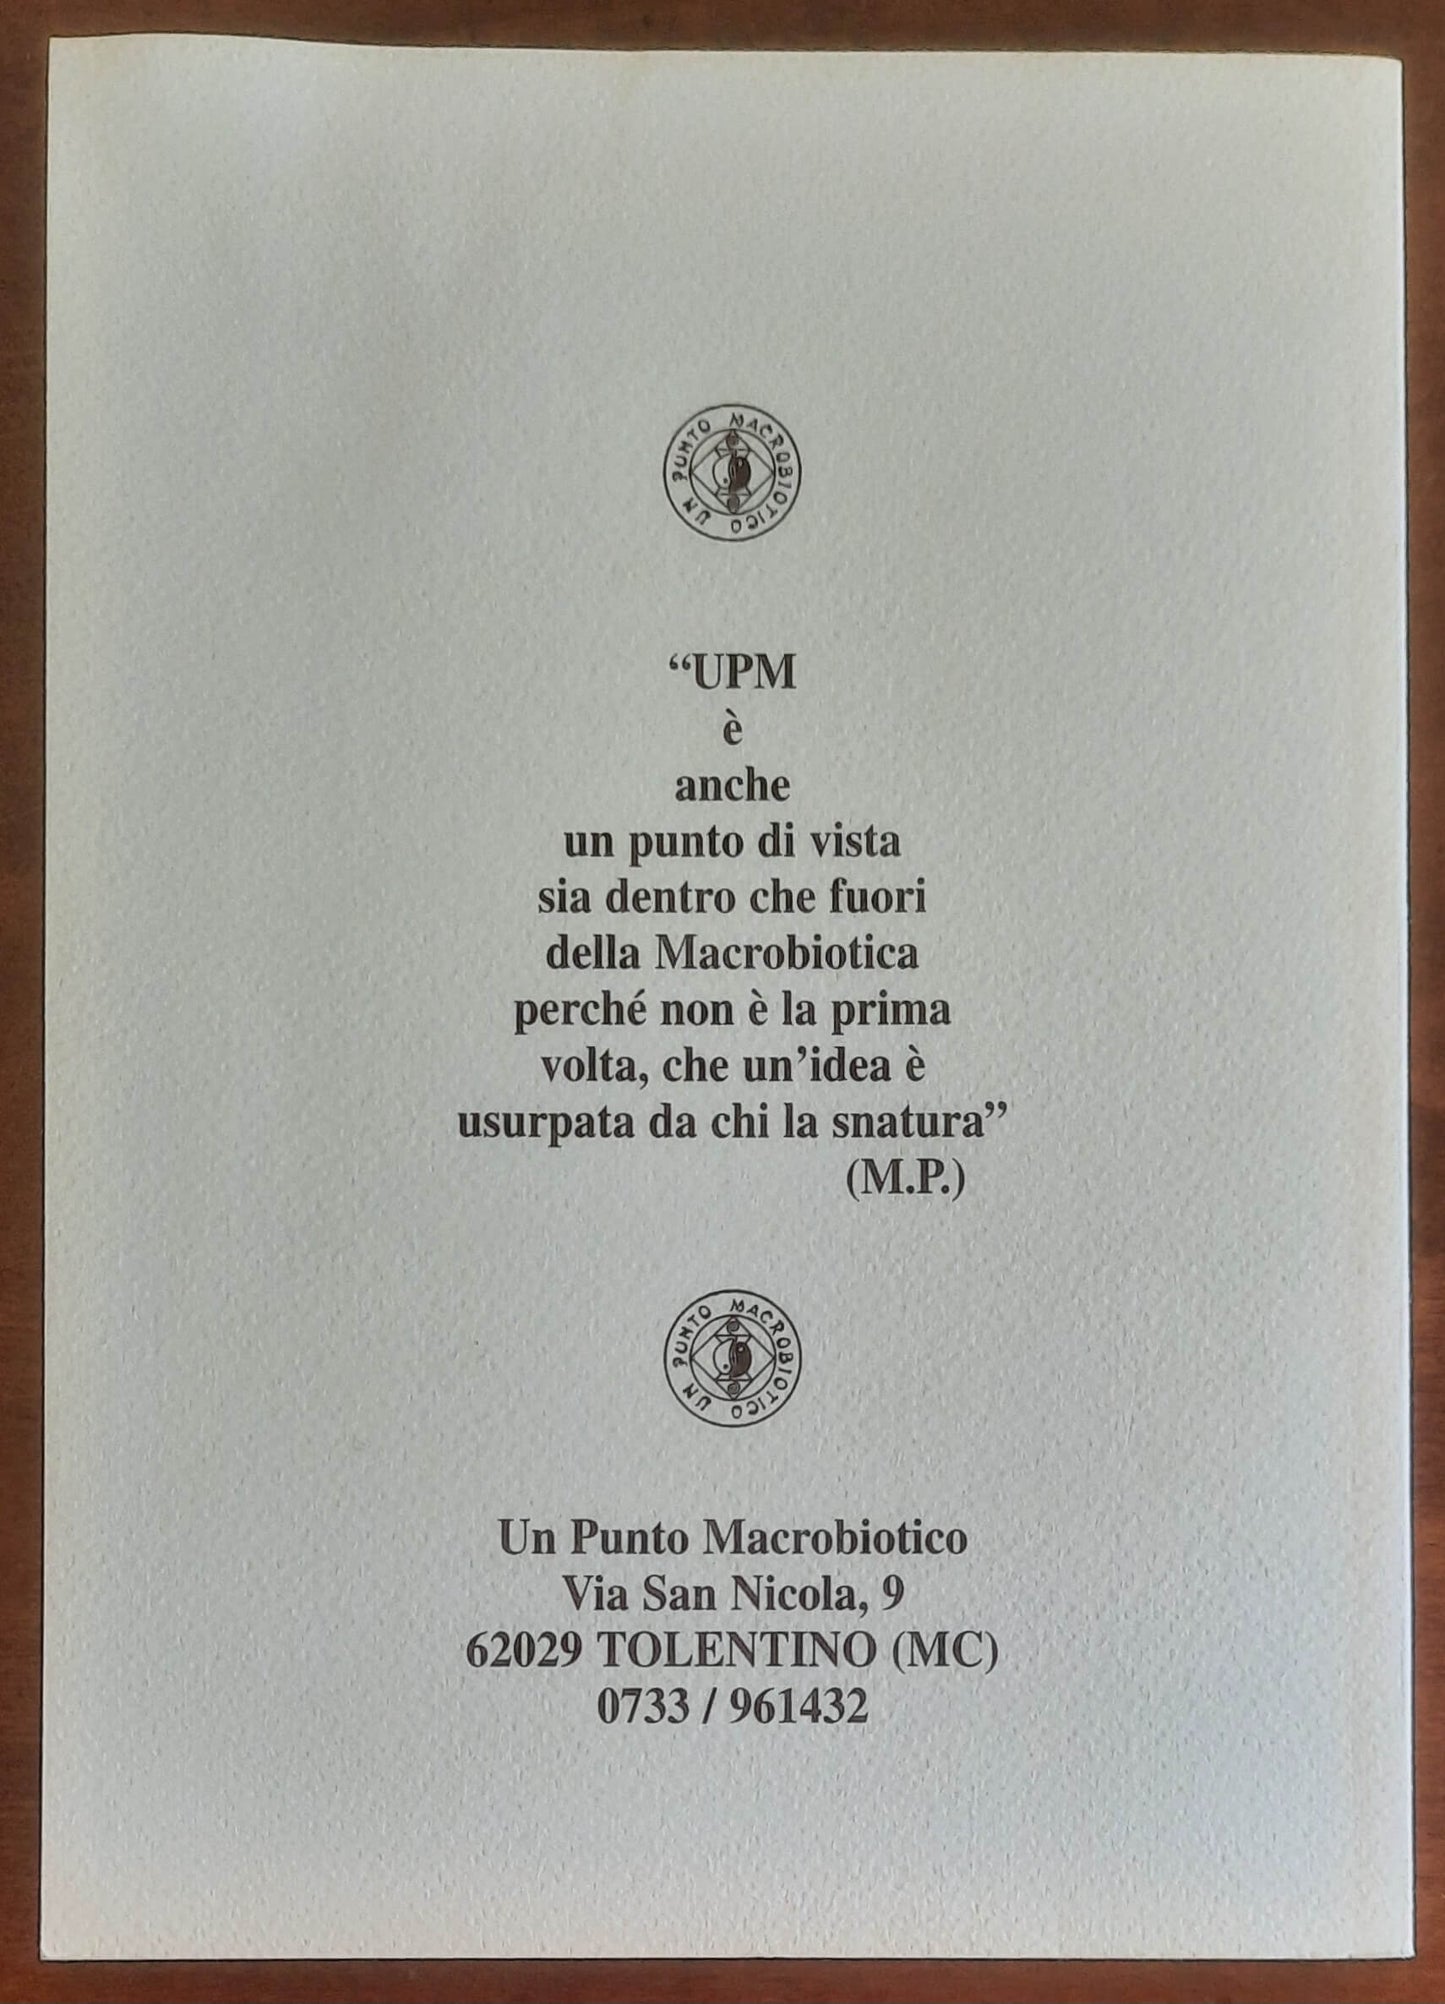 UN PUNTO MACROBIOTICO
“UPM
è
anche
un punto di vista
sia dentro che fuori
della Macrobiotica
perché non è la prima
volta, che un’idea è
usurpata da chi la snatura”
(M.P.)
UN PUNTO MACROBIOTICO
Un Punto Macrobiotico
Via San Nicola, 9
62029 TOLENTINO (MC)
0733 / 961432